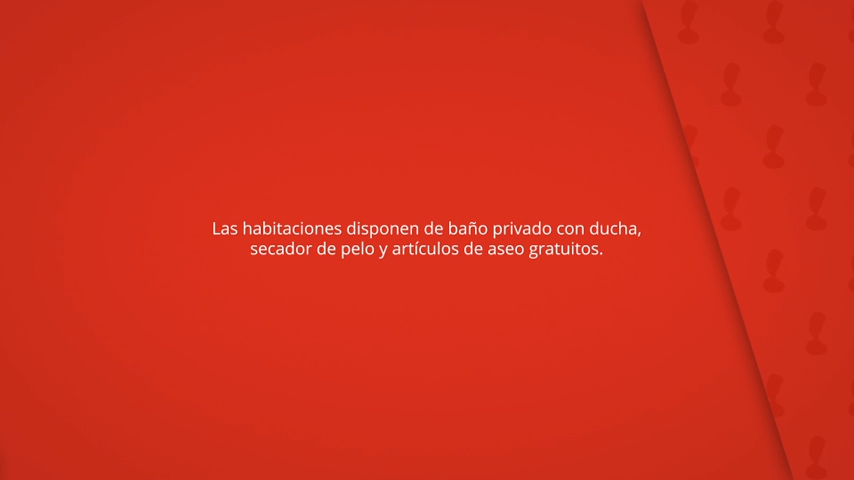 Las habitaciones disponen de baño privado con ducha,
secador de pelo y artículos de aseo gratuitos.